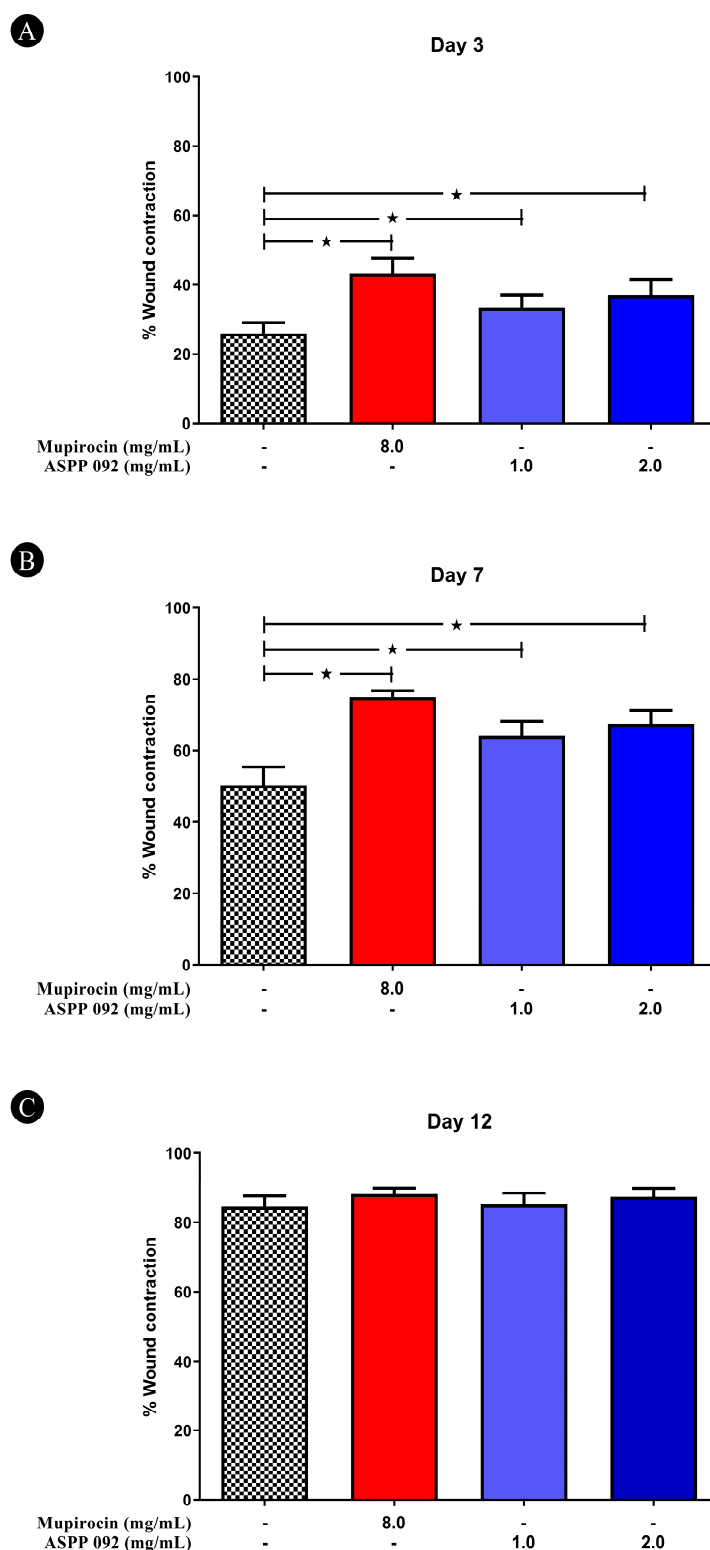 A
Day 3
100
80
60
40
20
0
% Wound contraction
Mupirocin (mg/mL) - 8.0 - -
ASPP 092 (mg/mL) - - 1.0 2.0
B
Day 7
100
80
60
40
20
0
% Wound contraction
Mupirocin (mg/mL) - 8.0 - -
ASPP 092 (mg/mL) - - 1.0 2.0
C
Day 12
100
80
60
40
20
0
% Wound contraction
Mupirocin (mg/mL) - 8.0 - -
ASPP 092 (mg/mL) - - 1.0 2.0